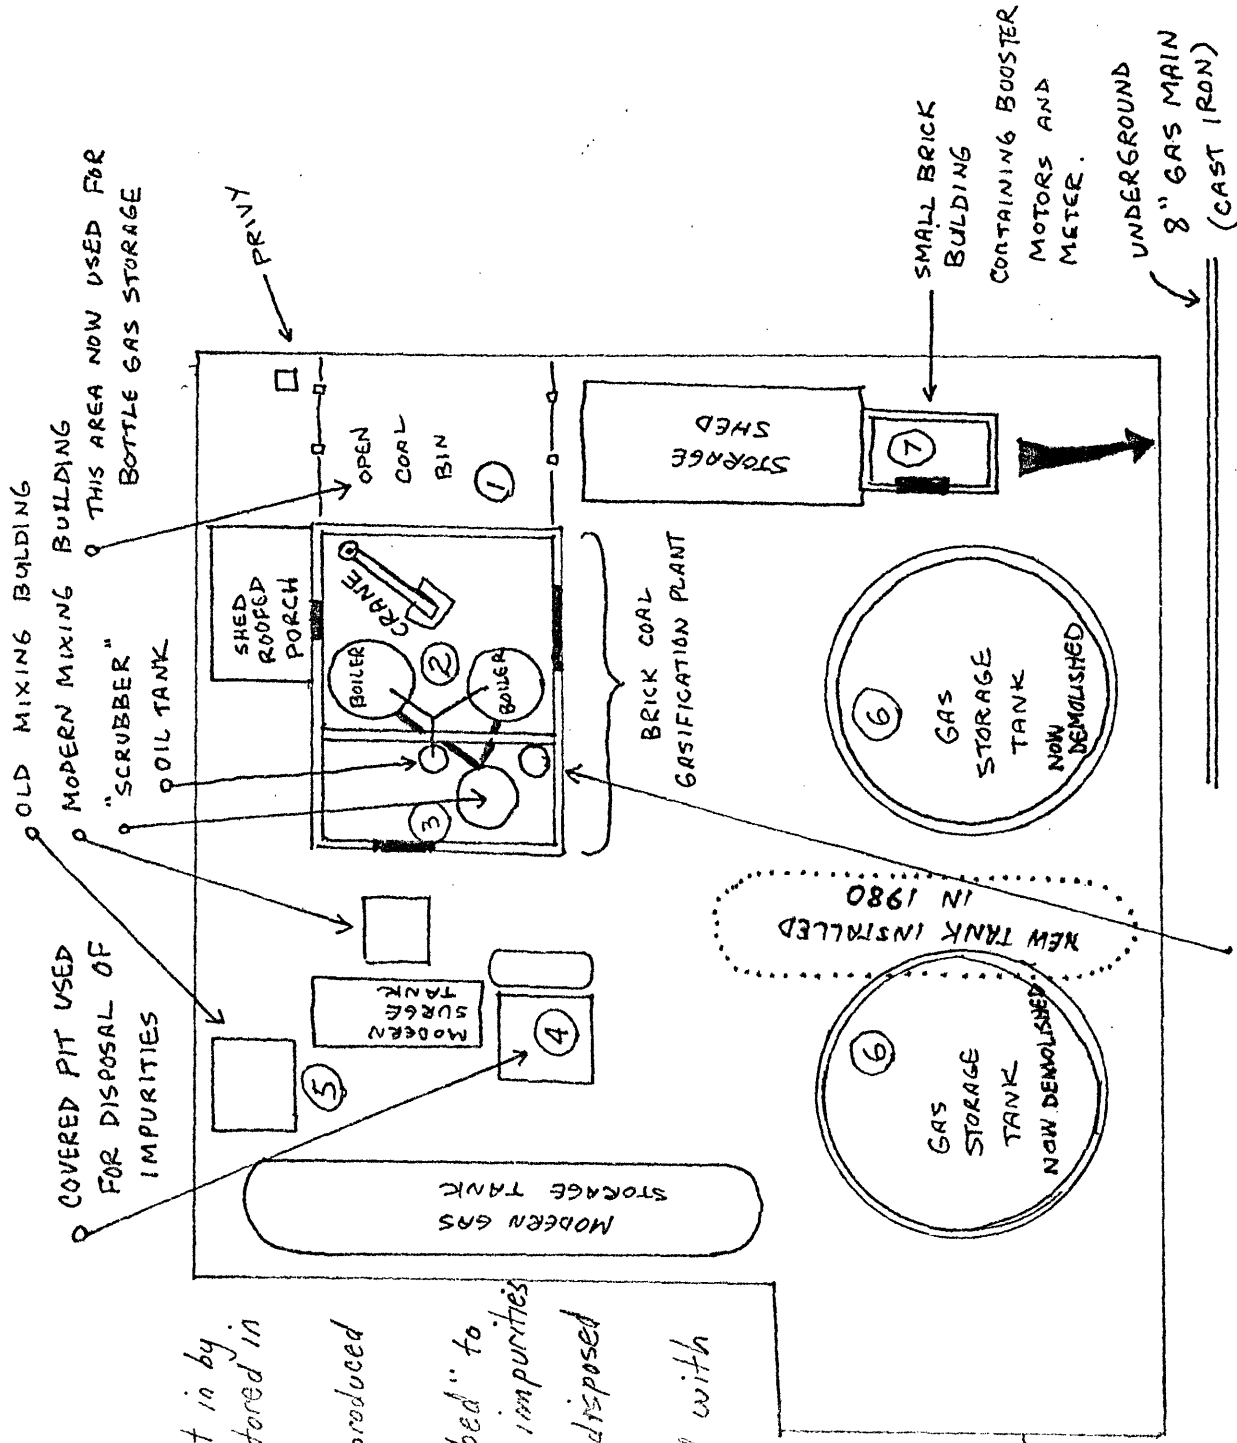 COVERED PIT USED
FOR DISPOSAL OF
IMPURITIES
OLD MIXING BUILDING
MODERN MIXING BUILDING
"SCRUBBER"
OIL TANK
THIS AREA NOW USED FOR
BOTTLE GAS STORAGE
PRIVY
SHED
ROOFED
PORCH
OPEN
COAL
BIN
1
CRANE
BOILER
2
BOILER
3
BRICK COAL
GASIFICATION PLANT
5
MODERN
SURGE
TANK
4
MODERN GAS
STORAGE TANK
STORAGE
SHED
7
SMALL BRICK
BULDING
CONTAINING BOOSTER
MOTORS AND
METER.
UNDERGROUND
8" GAS MAIN
(CAST IRON)
6
GAS
STORAGE
TANK
NOW
DEMOLISHED
NEW TANK INSTALLED
IN 1980
6
GAS
STORAGE
TANK
NOW DEMOLISHED
t in by
tored in
produced
bed" to
impurities
disposed
with